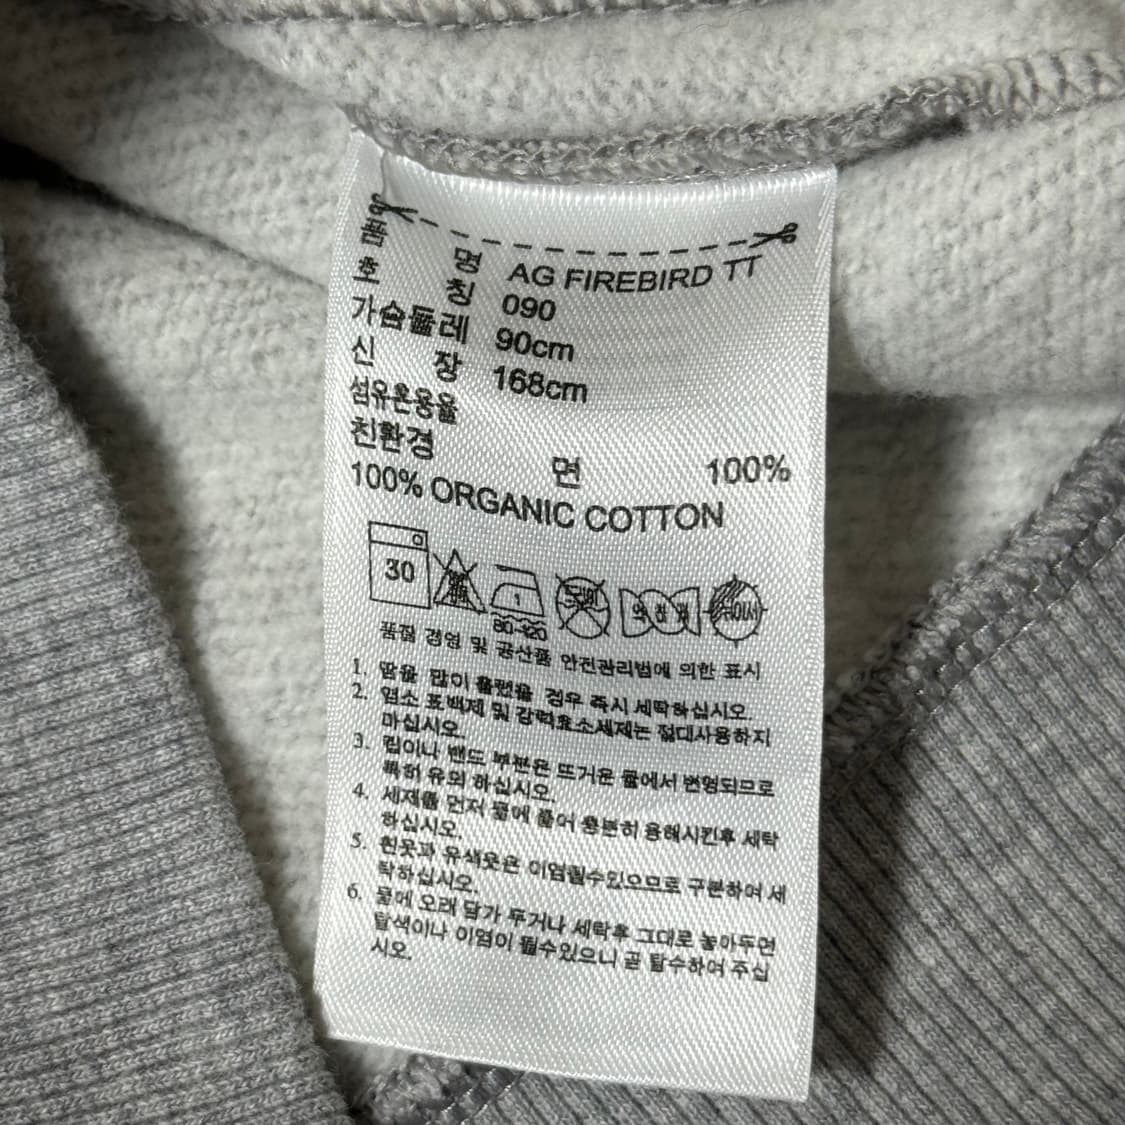 품 명 AG FIREBIRD TT
호 칭 090
가슴둘레 90cm
신 장 168cm
섬유혼용율
친환경 면 100%
100% ORGANIC COTTON
30
1
80~120
약하게
품질 경영 및 공산품 안전관리법에 의한 표시
1. 땀을 많이 흘렸을 경우 즉시 세탁하십시오.
2. 염소 표백제 및 강력효소세제는 절대사용하지
마십시오.
3. 립이나 밴드 부분은 뜨거운 물에서 변형되므로
특히 유의 하십시오.
4. 세제를 먼저 물에 풀어 충분히 용해시킨후 세탁
하십시오.
5. 흰옷과 유색옷은 이염될수있으므로 구분하여 세
탁하십시오.
6. 물에 오래 담가 두거나 세탁후 그대로 놓아두면
탈색이나 이염이 될수있으니 곧 탈수하여 주십
시오.